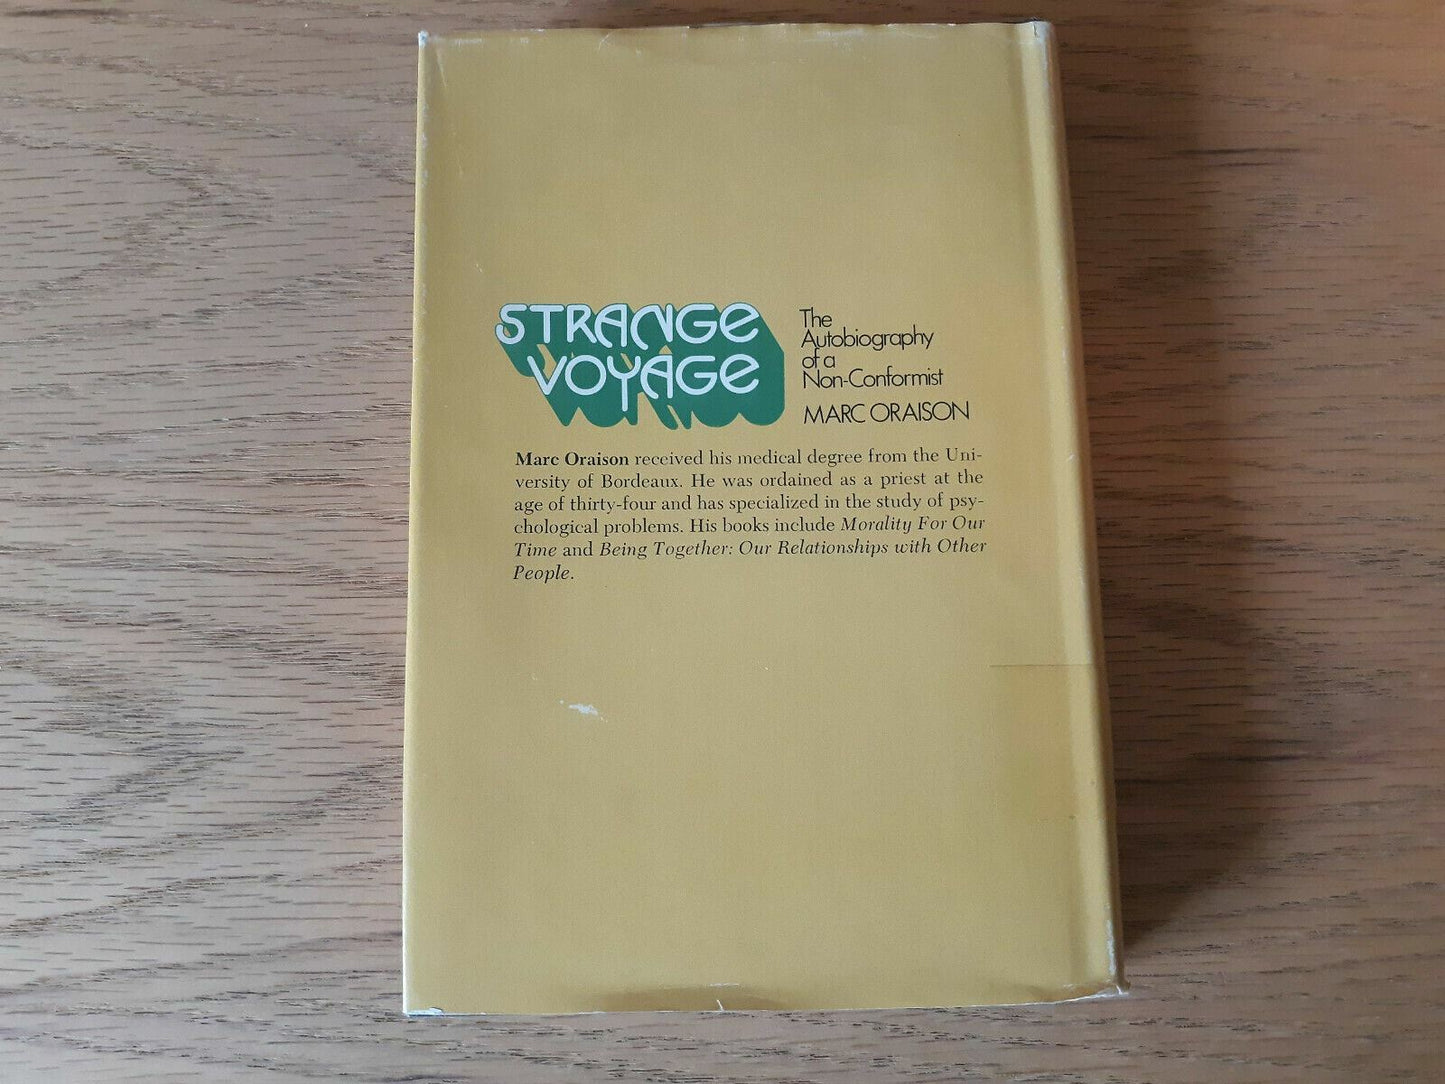 STRANGE
VOYAGE
The
Autobiography
of a
Non-Conformist
MARC ORAISON
Marc Oraison received his medical degree from the Uni-
versity of Bordeaux. He was ordained as a priest at the
age of thirty-four and has specialized in the study of psy-
chological problems. His books include Morality For Our
Time and Being Together: Our Relationships with Other
People.